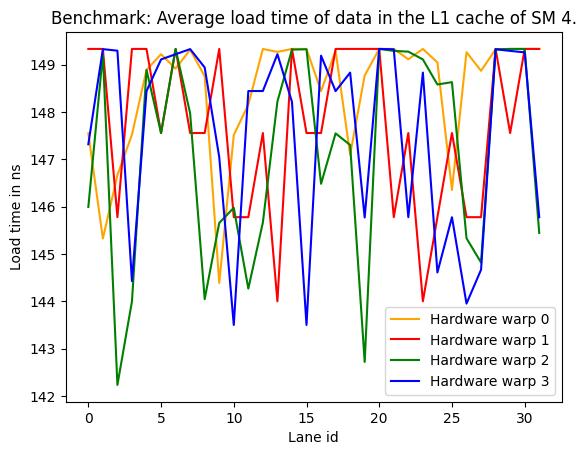 Benchmark: Average load time of data in the L1 cache of SM 4.
Load time in ns
149
148
147
146
145
144
143
142
0 5 10 15 20 25 30
Lane id
Hardware warp 0
Hardware warp 1
Hardware warp 2
Hardware warp 3